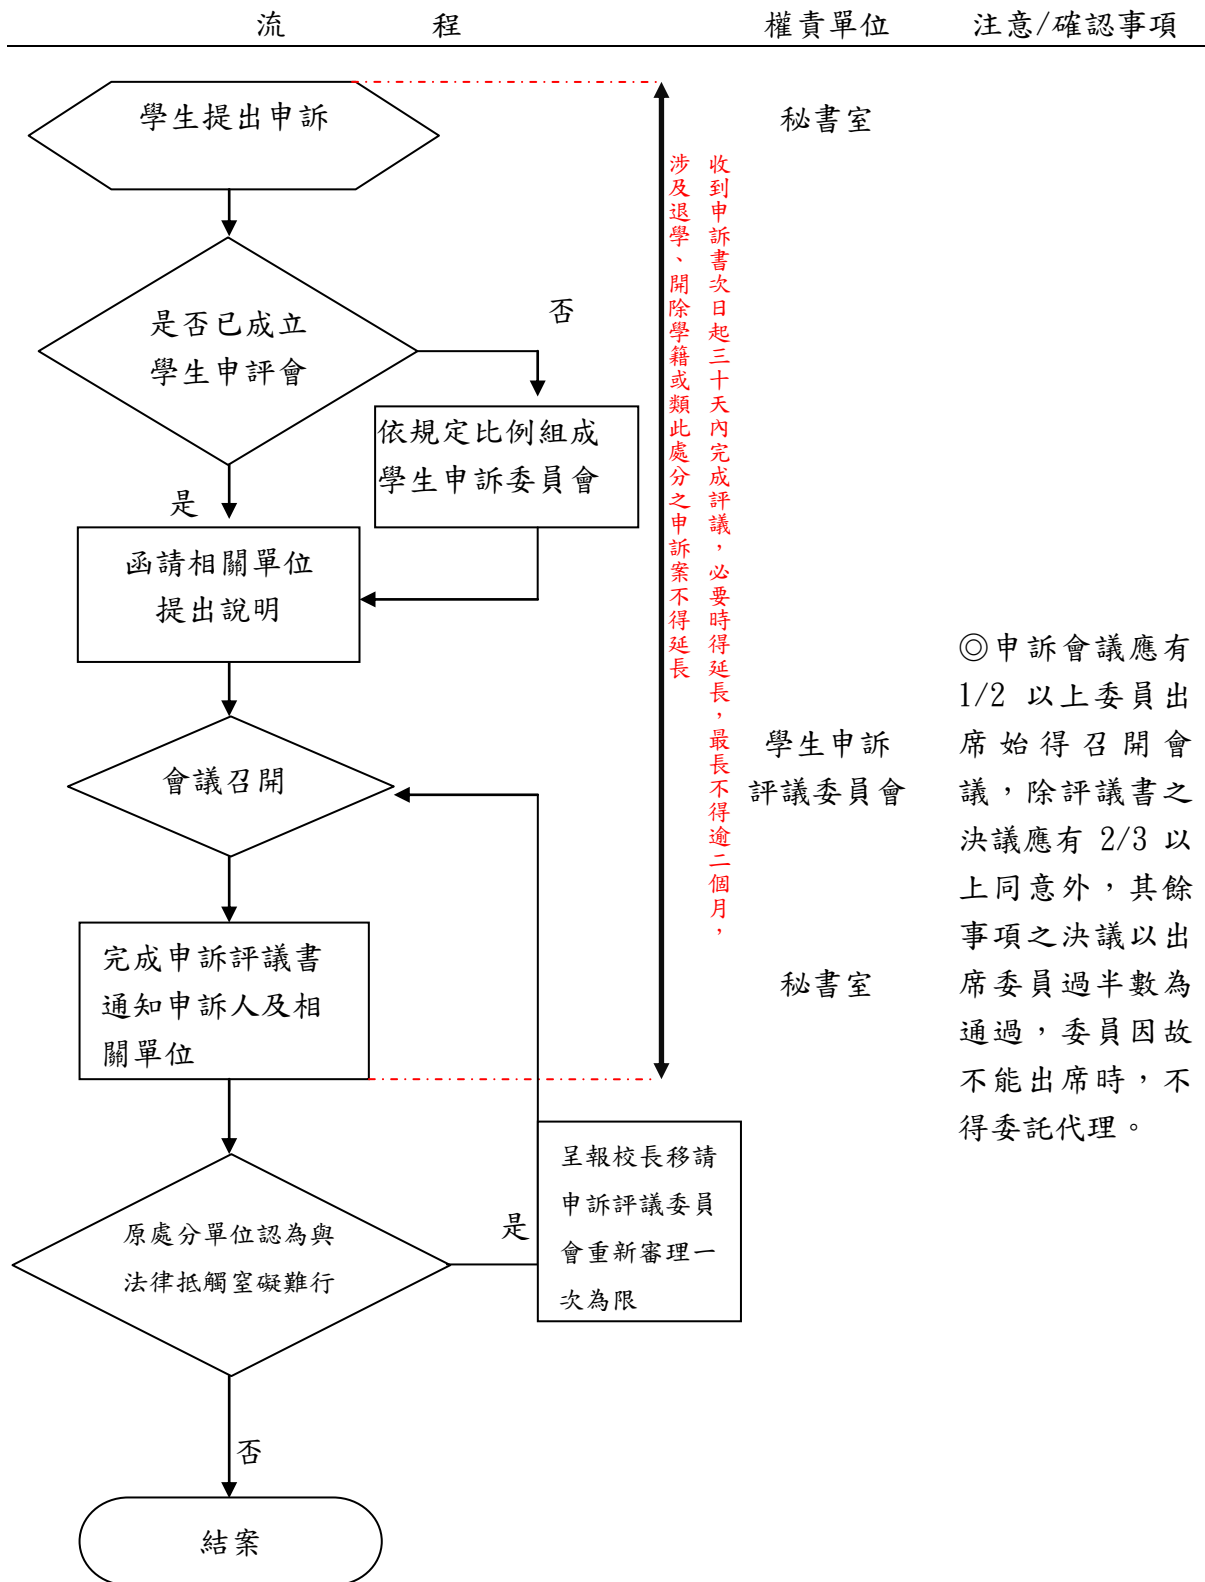 流 程 權責單位 注意/確認事項
學生提出申訴
秘書室
收到申訴書次日起三十天內完成評議，必要時得延長，最長不得逾二個月，
涉及退學、開除學籍或類此處分之申訴案不得延長
是否已成立
學生申評會
否
依規定比例組成
學生申訴委員會
是
函請相關單位
提出說明
會議召開
學生申訴
評議委員會
◎申訴會議應有
1/2 以上委員出
席始得召開會
議，除評議書之
決議應有 2/3 以
上同意外，其餘
事項之決議以出
席委員過半數為
通過，委員因故
不能出席時，不
得委託代理。
完成申訴評議書
通知申訴人及相
關單位
秘書室
原處分單位認為與
法律抵觸窒礙難行
是
呈報校長移請
申訴評議委員
會重新審理一
次為限
否
結案